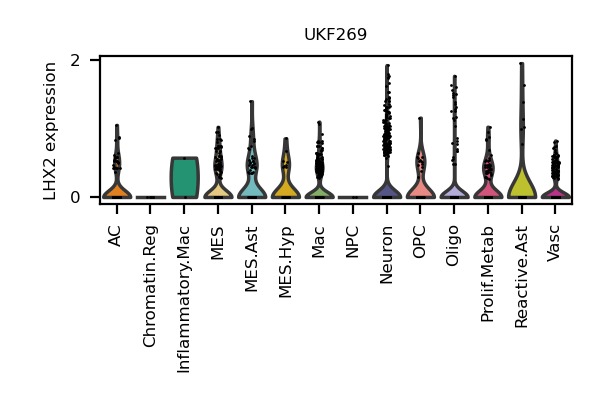 UKF269
LHX2 expression
2
0
AC
Chromatin.Reg
Inflammatory.Mac
MES
MES.Ast
MES.Hyp
Mac
NPC
Neuron
OPC
Oligo
Prolif.Metab
Reactive.Ast
Vasc